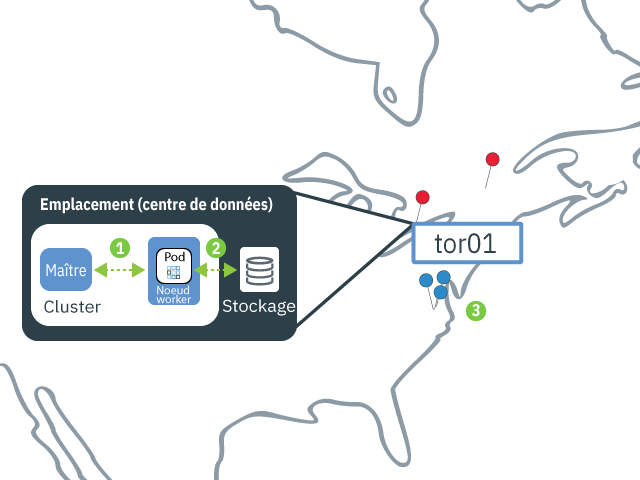 Emplacement (centre de données)
1
2
Maître
Pod
Noeud
worker
Cluster
Stockage
tor01
3